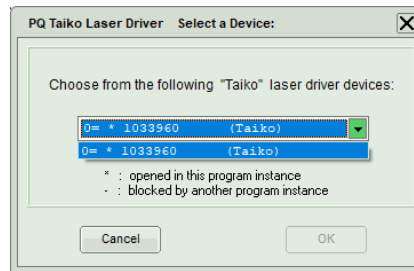 PQ Taiko Laser Driver Select a Device:
Choose from the following "Taiko" laser driver devices:
0= * 1033960 (Taiko)
0= * 1033960 (Taiko)
* : opened in this program instance
- : blocked by another program instance
Cancel OK